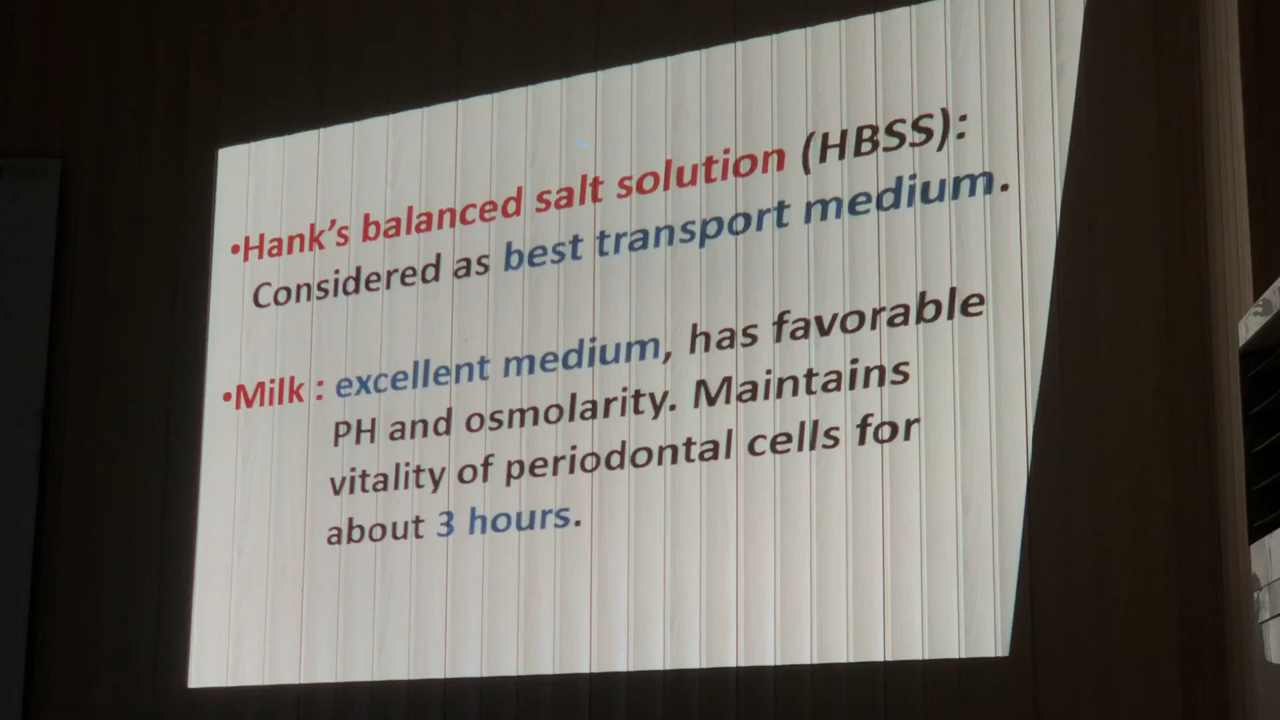 •Hank's balanced salt solution (HBSS):
Considered as best transport medium.
•Milk : excellent medium, has favorable
PH and osmolarity. Maintains
vitality of periodontal cells for
about 3 hours.